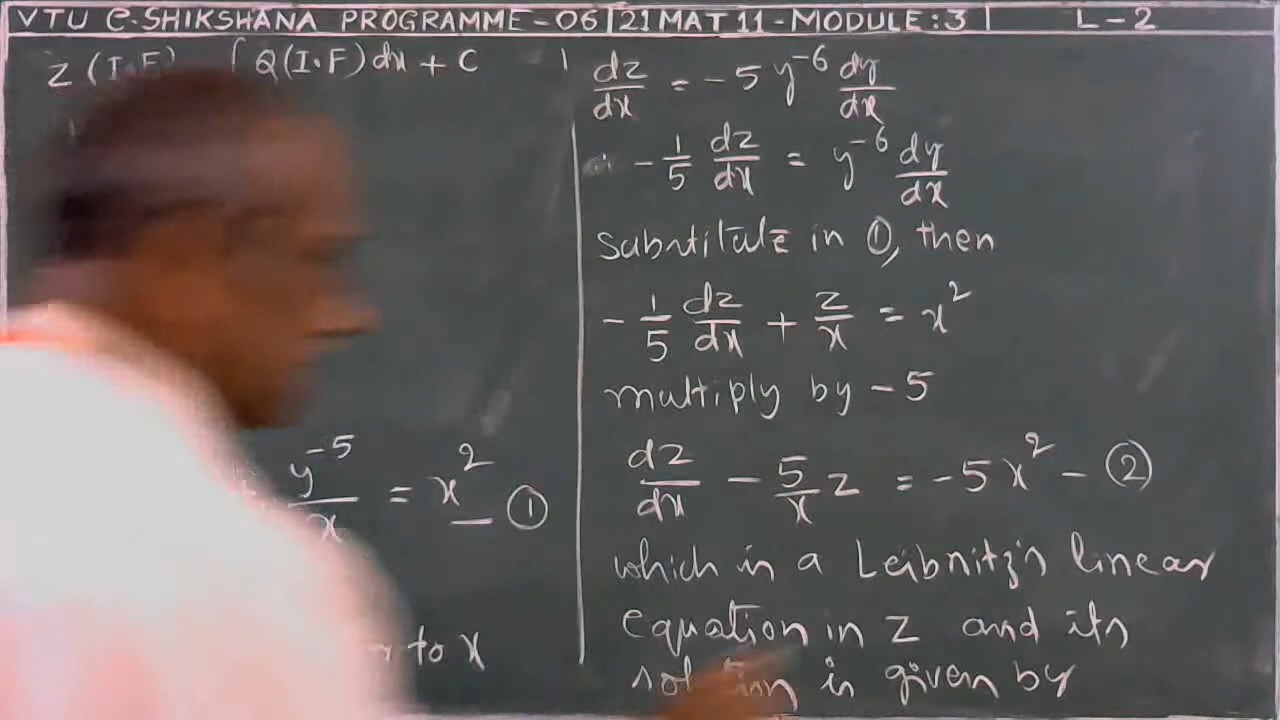 VTU e-SHIKSHANA PROGRAMME-06 | 21MAT11-MODULE:3 | L-2
Z (I.F) ∫ Q(I.F)dx + C
y^-5/x = x^2 - ①
to x
dz/dx = -5 y^-6 dy/dx
∴ -1/5 dz/dx = y^-6 dy/dx
Substitute in ①, then
-1/5 dz/dx + z/x = x^2
multiply by -5
dz/dx - 5/x z = -5x^2 - ②
which is a Leibnitz's linear
equation in z and its
solution is given by